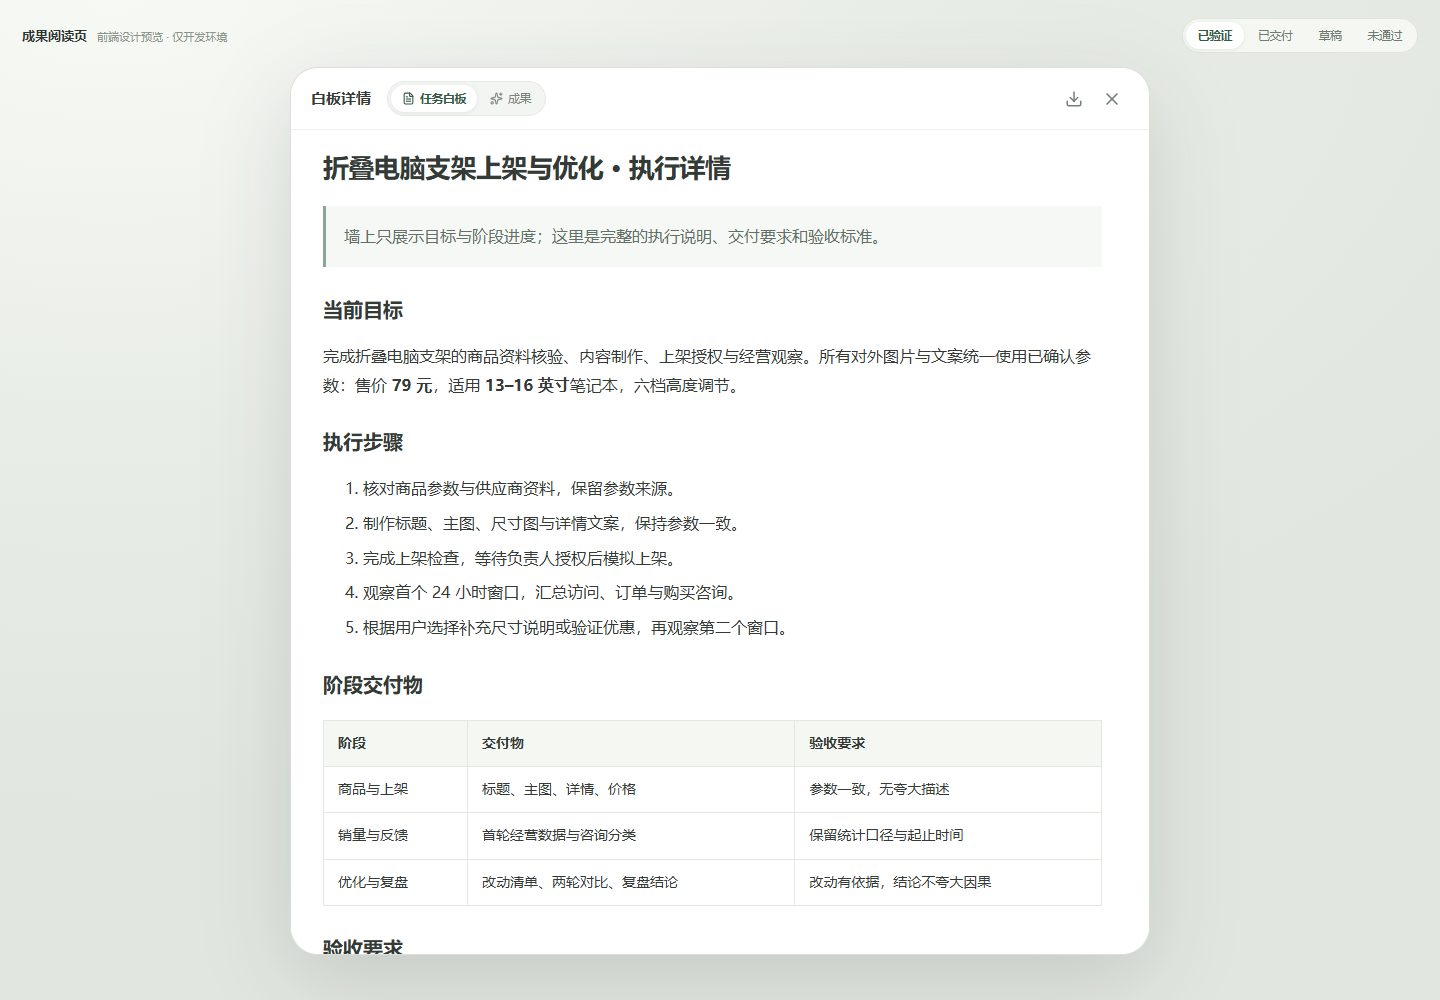 成果阅读页 前端设计预览 · 仅开发环境
已验证 已交付 草稿 未通过
白板详情 任务白板 成果
折叠电脑支架上架与优化 • 执行详情
墙上只展示目标与阶段进度；这里是完整的执行说明、交付要求和验收标准。
当前目标
完成折叠电脑支架的商品资料核验、内容制作、上架授权与经营观察。所有对外图片与文案统一使用已确认参
数：售价 79 元，适用 13–16 英寸笔记本，六档高度调节。
执行步骤
1. 核对商品参数与供应商资料，保留参数来源。
2. 制作标题、主图、尺寸图与详情文案，保持参数一致。
3. 完成上架检查，等待负责人授权后模拟上架。
4. 观察首个 24 小时窗口，汇总访问、订单与购买咨询。
5. 根据用户选择补充尺寸说明或验证优惠，再观察第二个窗口。
阶段交付物
阶段 交付物 验收要求
商品与上架 标题、主图、详情、价格 参数一致，无夸大描述
销量与反馈 首轮经营数据与咨询分类 保留统计口径与起止时间
优化与复盘 改动清单、两轮对比、复盘结论 改动有依据，结论不夸大因果
验收要求